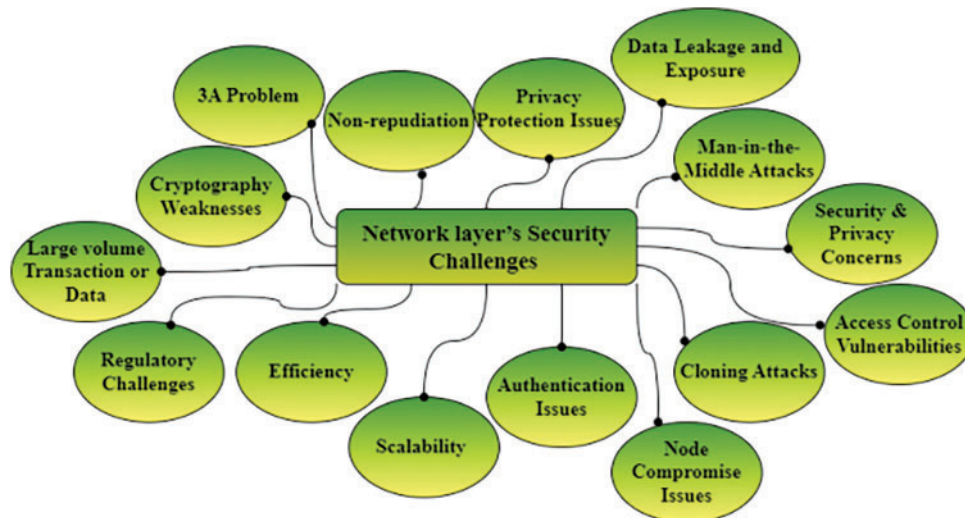 Data Leakage and
Exposure
3A Problem
Non-repudiation
Privacy
Protection Issues
Man-in-the-
Middle Attacks
Cryptography
Weaknesses
Network layer's Security
Challenges
Security &
Privacy
Concerns
Large volume
Transaction or
Data
Access Control
Vulnerabilities
Regulatory
Challenges
Efficiency
Scalability
Authentication
Issues
Cloning Attacks
Node
Compromise
Issues